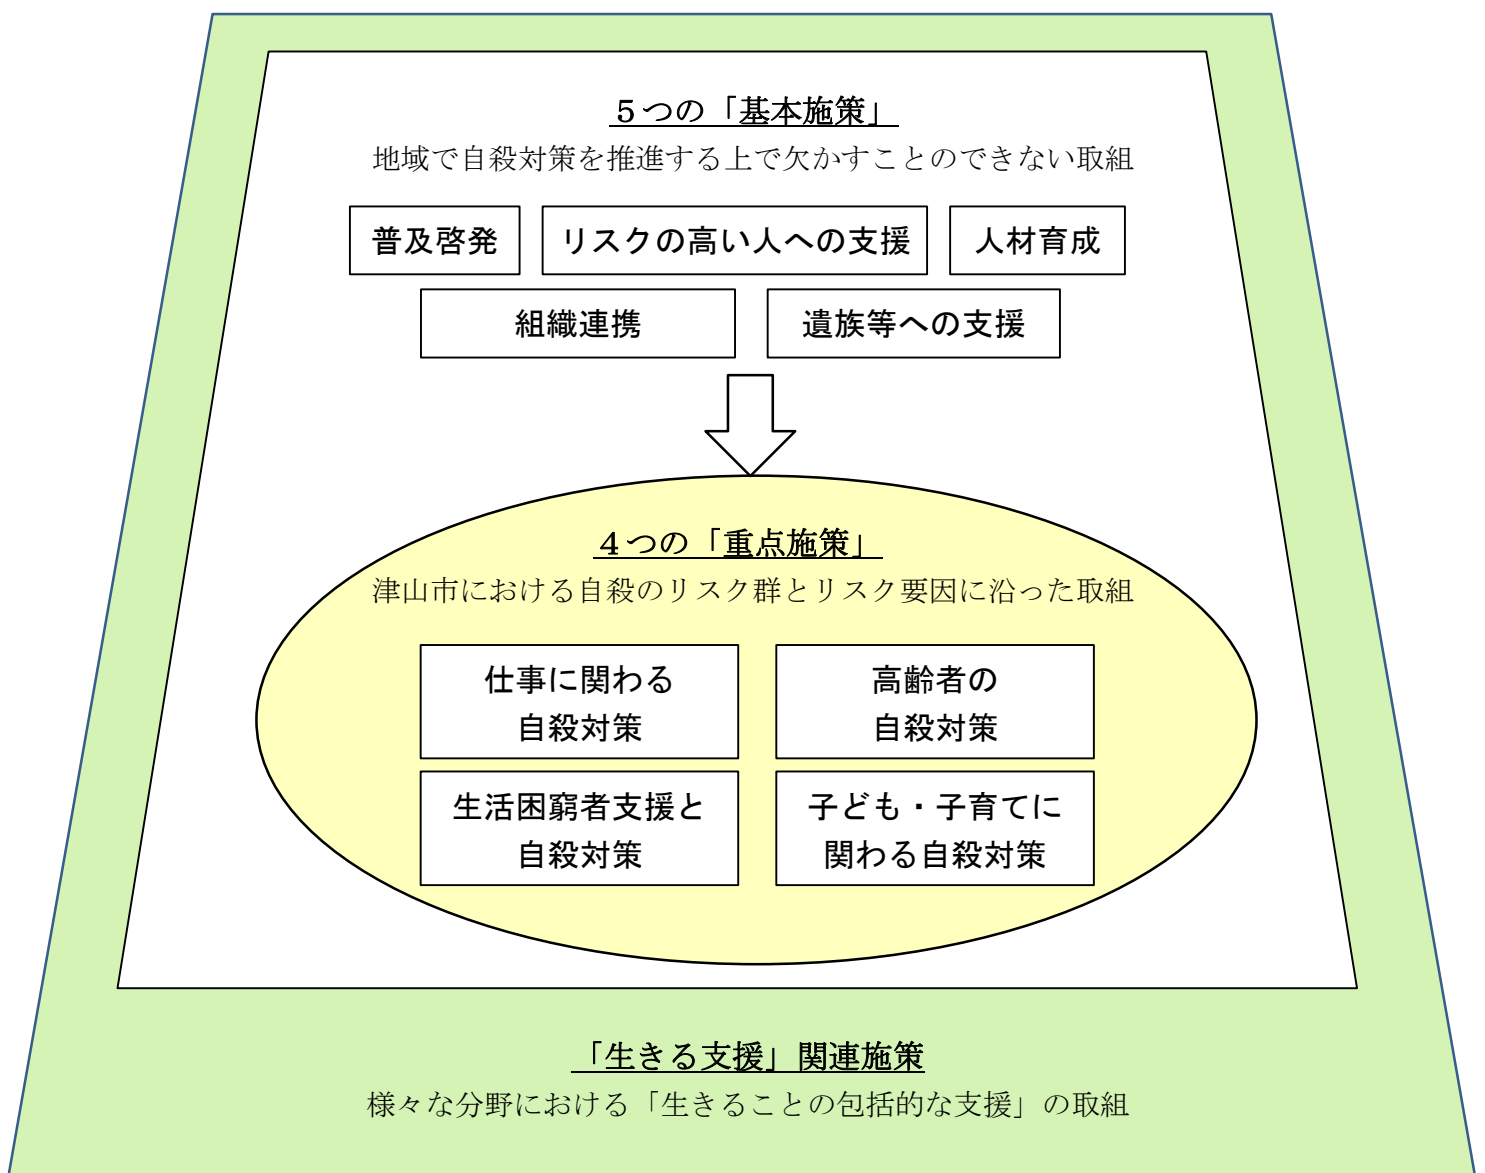 ５つの「基本施策」
地域で自殺対策を推進する上で欠かすことのできない取組
普及啓発
リスクの高い人への支援
人材育成
組織連携
遺族等への支援
４つの「重点施策」
津山市における自殺のリスク群とリスク要因に沿った取組
仕事に関わる
自殺対策
高齢者の
自殺対策
生活困窮者支援と
自殺対策
子ども・子育てに
関わる自殺対策
「生きる支援」関連施策
様々な分野における「生きることの包括的な支援」の取組